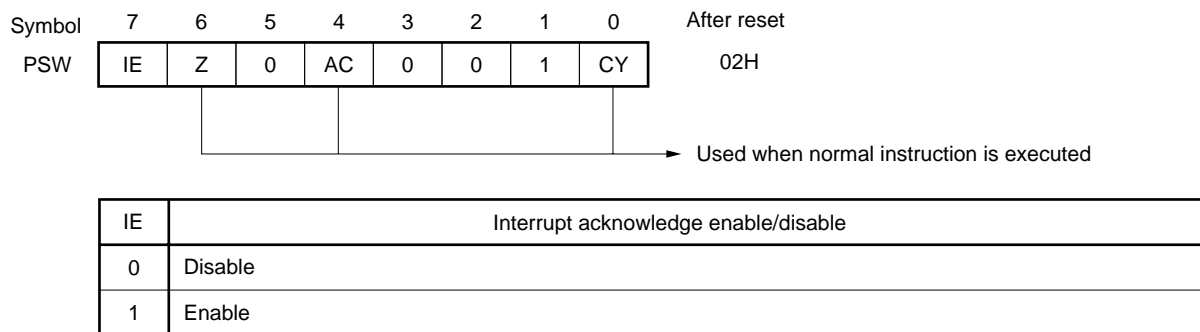 Symbol 7 6 5 4 3 2 1 0 After reset
PSW IE Z 0 AC 0 0 1 CY 02H
Used when normal instruction is executed
IE Interrupt acknowledge enable/disable
0 Disable
1 Enable